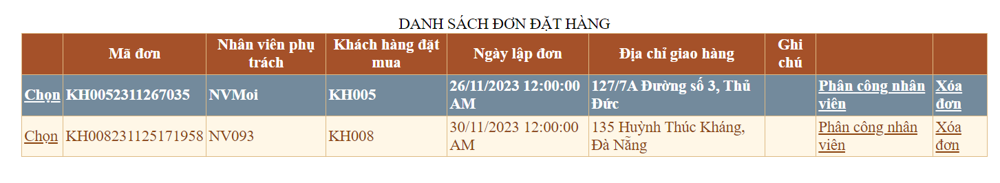 DANH SÁCH ĐƠN ĐẶT HÀNG
Mã đơn
Nhân viên phụ
trách
Khách hàng đặt
mua
Ngày lập đơn
Địa chỉ giao hàng
Ghi
chú
Chọn
KH0052311267035
NVMoi
KH005
26/11/2023 12:00:00
AM
127/7A Đường số 3, Thủ
Đức
Phân công nhân
viên
Xóa
đơn
Chọn
KH008231125171958
NV093
KH008
30/11/2023 12:00:00
AM
135 Huỳnh Thúc Kháng,
Đà Nẵng
Phân công nhân
viên
Xóa
đơn